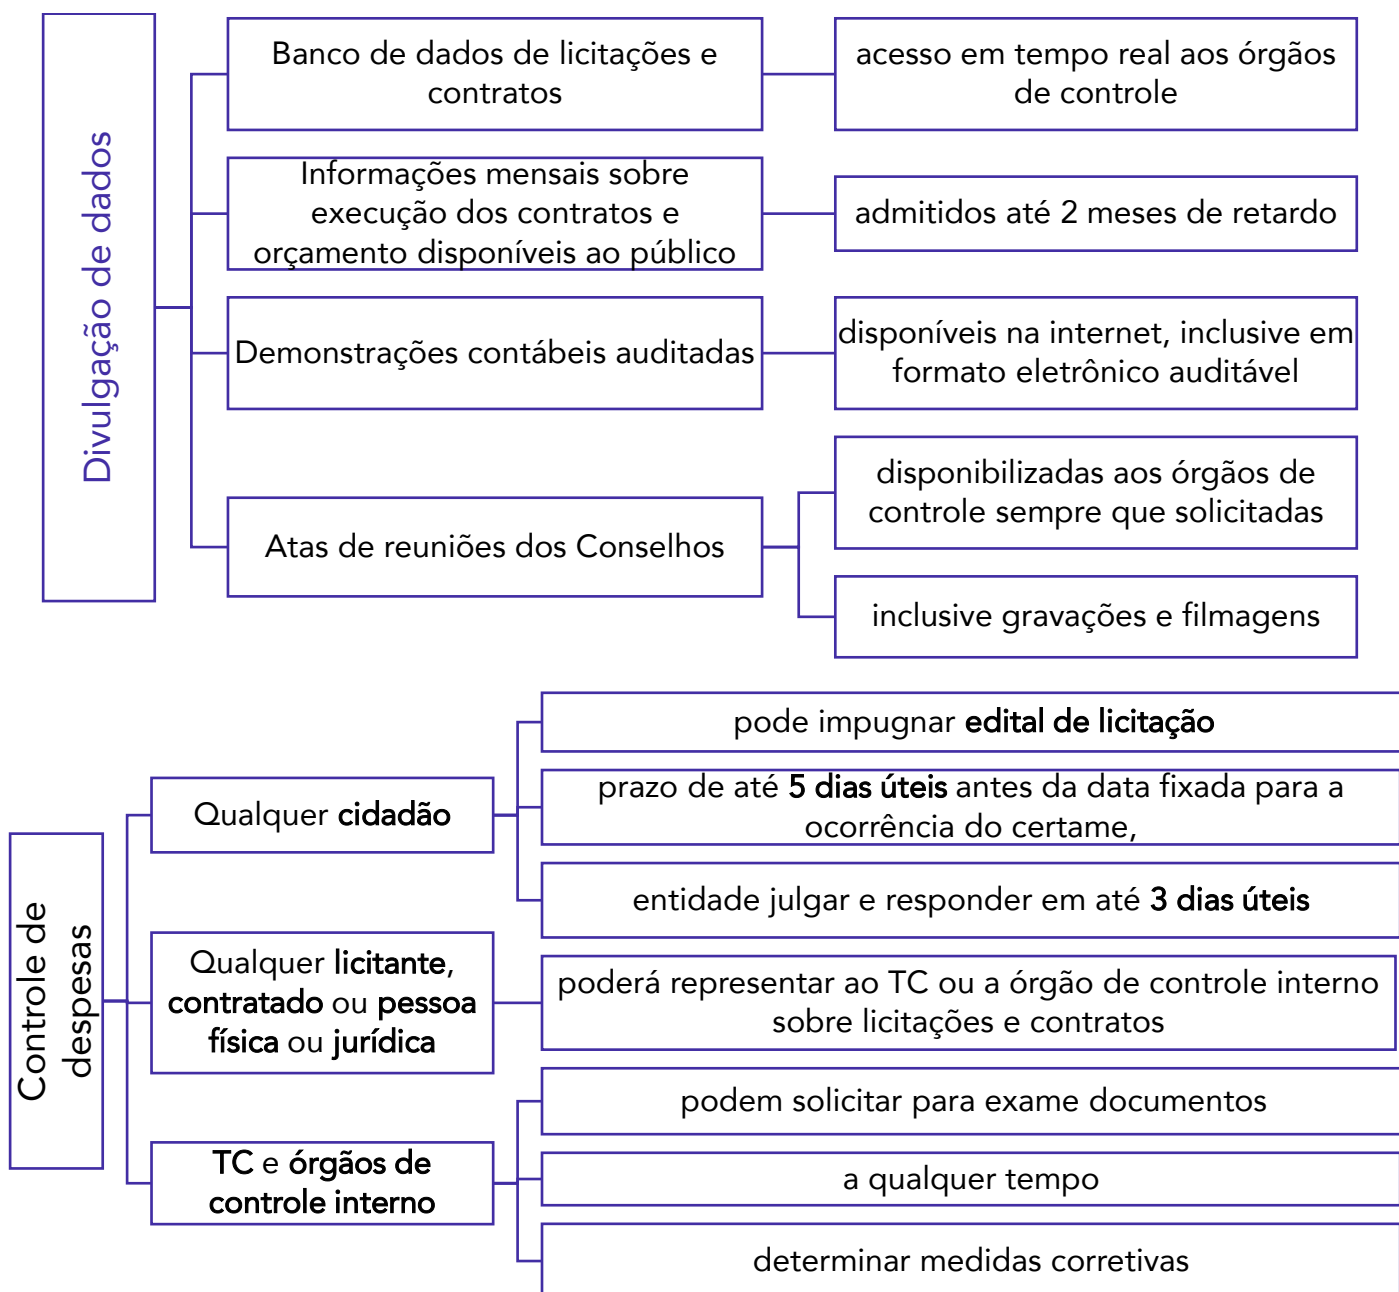 Divulgação de dados
Banco de dados de licitações e
contratos
acesso em tempo real aos órgãos
de controle
Informações mensais sobre
execução dos contratos e
orçamento disponíveis ao público
admitidos até 2 meses de retardo
Demonstrações contábeis auditadas
disponíveis na internet, inclusive em
formato eletrônico auditável
Atas de reuniões dos Conselhos
disponibilizadas aos órgãos de
controle sempre que solicitadas
inclusive gravações e filmagens
Controle de
despesas
Qualquer cidadão
pode impugnar edital de licitação
prazo de até 5 dias úteis antes da data fixada para a
ocorrência do certame,
entidade julgar e responder em até 3 dias úteis
Qualquer licitante,
contratado ou pessoa
física ou jurídica
poderá representar ao TC ou a órgão de controle interno
sobre licitações e contratos
TC e órgãos de
controle interno
podem solicitar para exame documentos
a qualquer tempo
determinar medidas corretivas